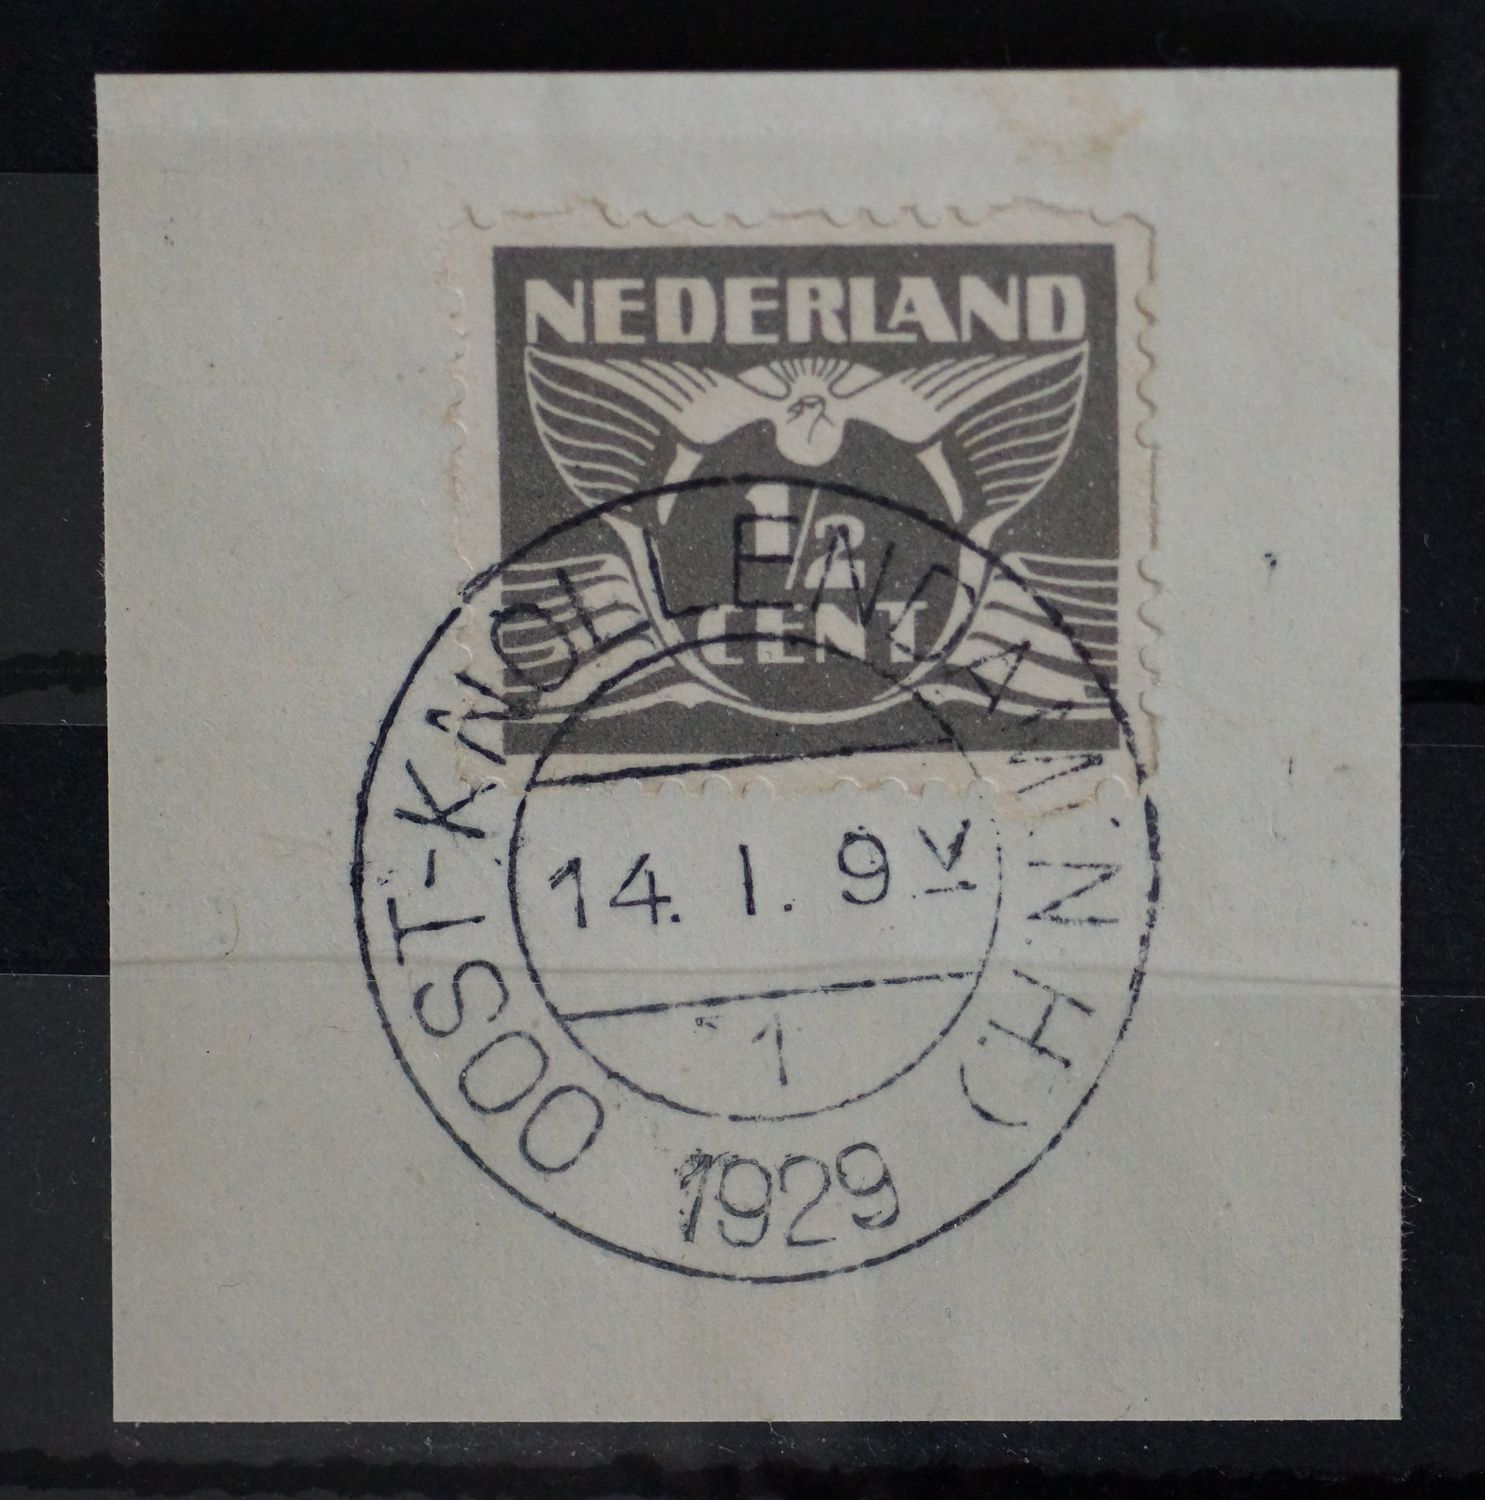 NEDERLAND
1/2
CENT
OOST-KNOLLENDAM (N.H.)
14. I. 9 V
1
1929